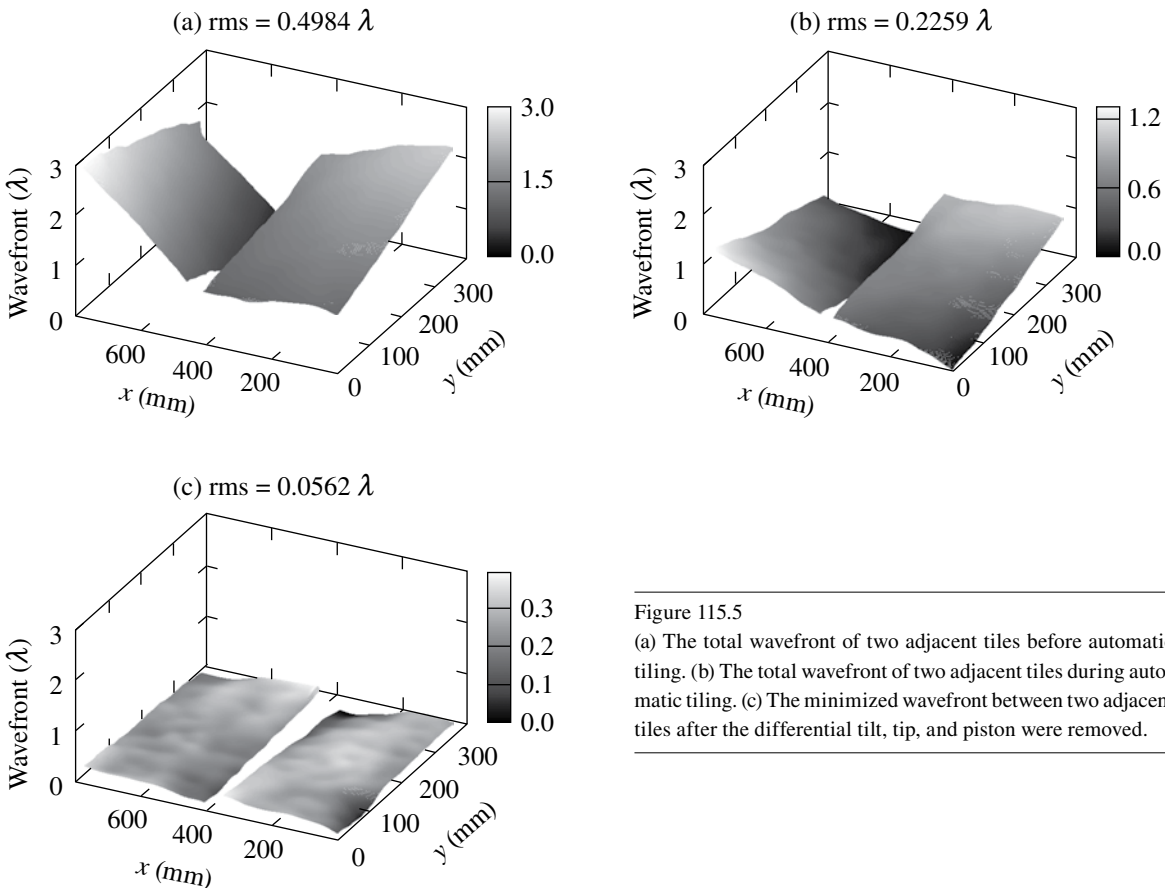 (a) rms = 0.4984 λ
Wavefront (λ)
3
2
1
0
600
400
200
x (mm)
0
100
200
300
y (mm)
3.0
1.5
0.0
(b) rms = 0.2259 λ
Wavefront (λ)
3
2
1
0
600
400
200
x (mm)
0
100
200
300
y (mm)
1.2
0.6
0.0
(c) rms = 0.0562 λ
Wavefront (λ)
3
2
1
0
600
400
200
x (mm)
0
100
200
300
y (mm)
0.3
0.2
0.1
0.0
Figure 115.5
(a) The total wavefront of two adjacent tiles before automatic
tiling. (b) The total wavefront of two adjacent tiles during auto-
matic tiling. (c) The minimized wavefront between two adjacen
tiles after the differential tilt, tip, and piston were removed.